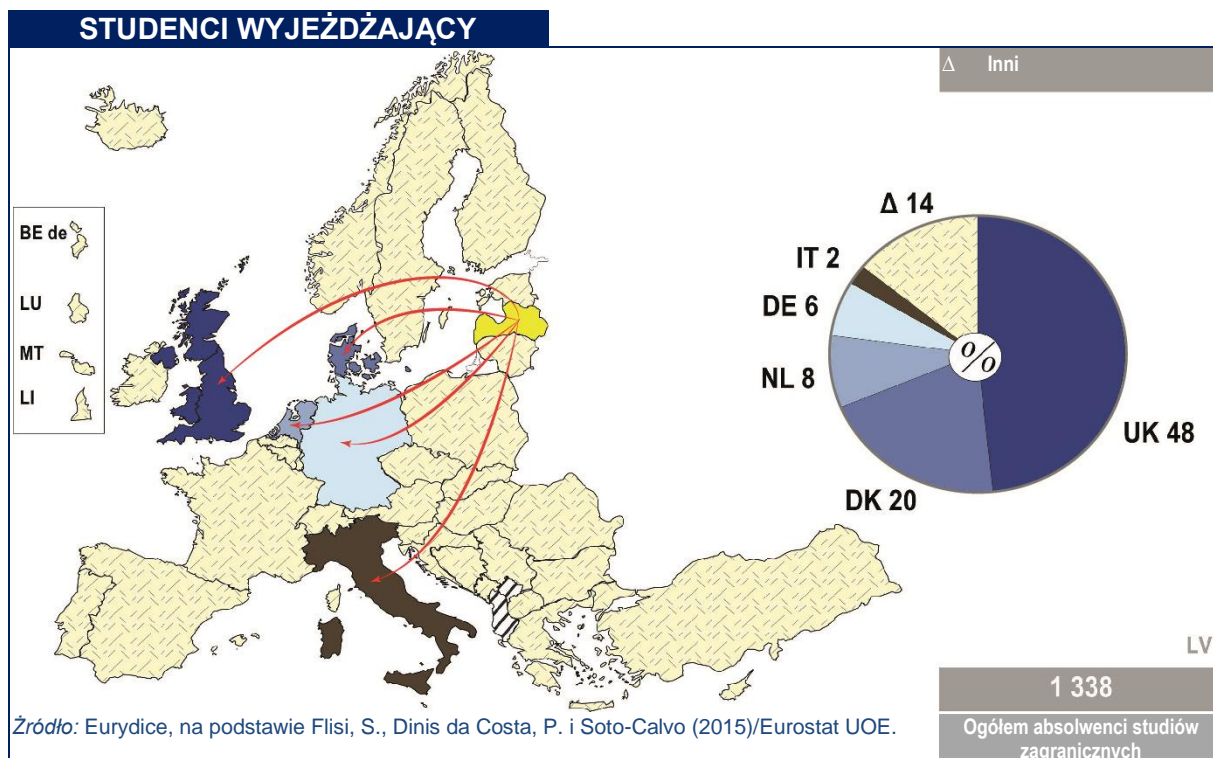 STUDENCI WYJEŻDŻAJĄCY
Δ Inni
BE de
LU
MT
LI
Δ 14
IT 2
DE 6
NL 8
DK 20
UK 48
%
LV
1 338
Ogółem absolwenci studiów
zagranicznych
Źródło: Eurydice, na podstawie Flisi, S., Dinis da Costa, P. i Soto-Calvo (2015)/Eurostat UOE.